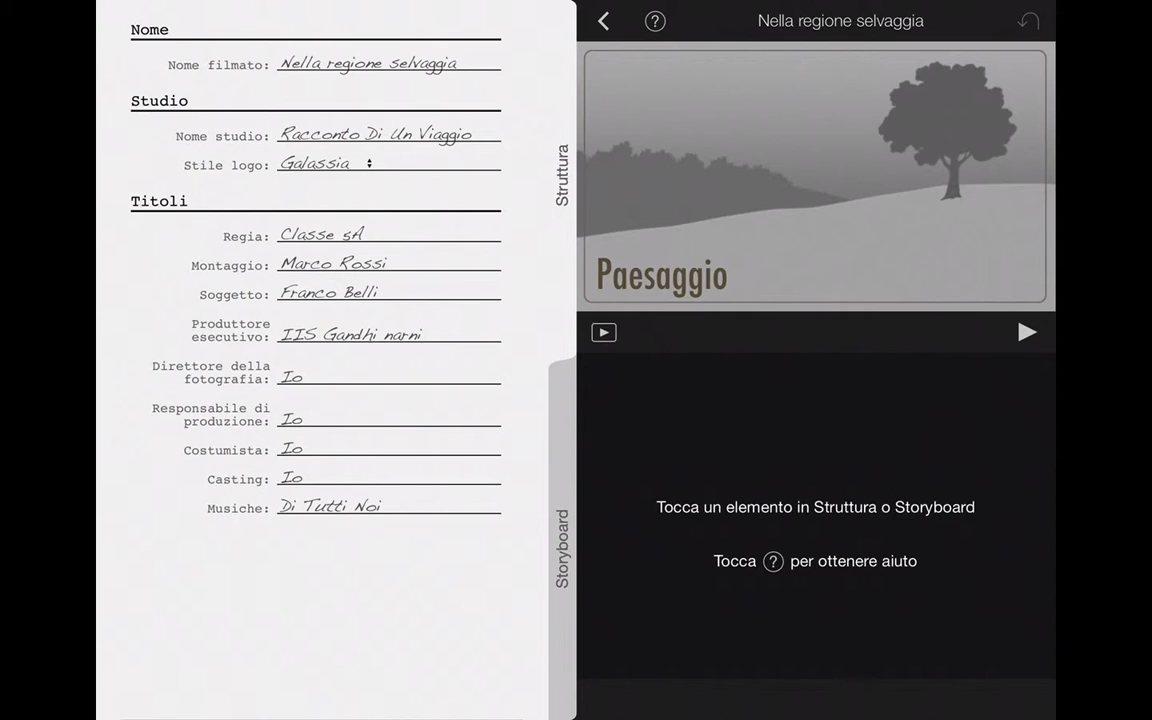 Nome
Nome filmato: Nella regione selvaggia
Studio
Nome studio: Racconto Di Un Viaggio
Stile logo: Galassia
Titoli
Regia: Classe 5A
Montaggio: Marco Rossi
Soggetto: Franco Belli
Produttore
esecutivo: IIS Gandhi narni
Direttore della
fotografia: Io
Responsabile di
produzione: Io
Costumista: Io
Casting: Io
Musiche: Di Tutti Noi
Struttura
Storyboard
? Nella regione selvaggia
Paesaggio
Tocca un elemento in Struttura o Storyboard
Tocca ? per ottenere aiuto